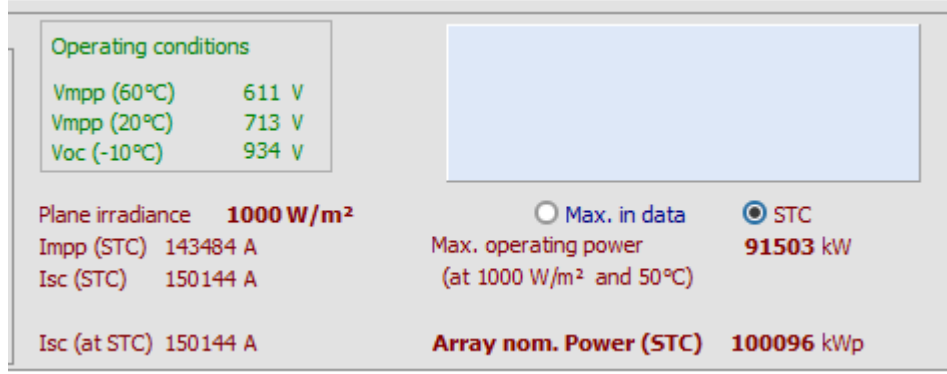 Operating conditions
Vmpp (60°C) 611 V
Vmpp (20°C) 713 V
Voc (-10°C) 934 V
Plane irradiance 1000 W/m²
Impp (STC) 143484 A
Isc (STC) 150144 A
Isc (at STC) 150144 A
Max. in data STC
Max. operating power 91503 kW
(at 1000 W/m² and 50°C)
Array nom. Power (STC) 100096 kWp